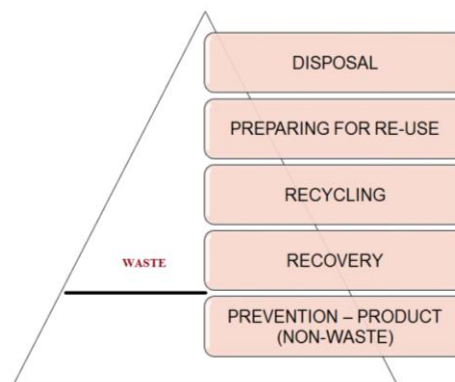 DISPOSAL
PREPARING FOR RE-USE
RECYCLING
WASTE
RECOVERY
PREVENTION – PRODUCT
(NON-WASTE)